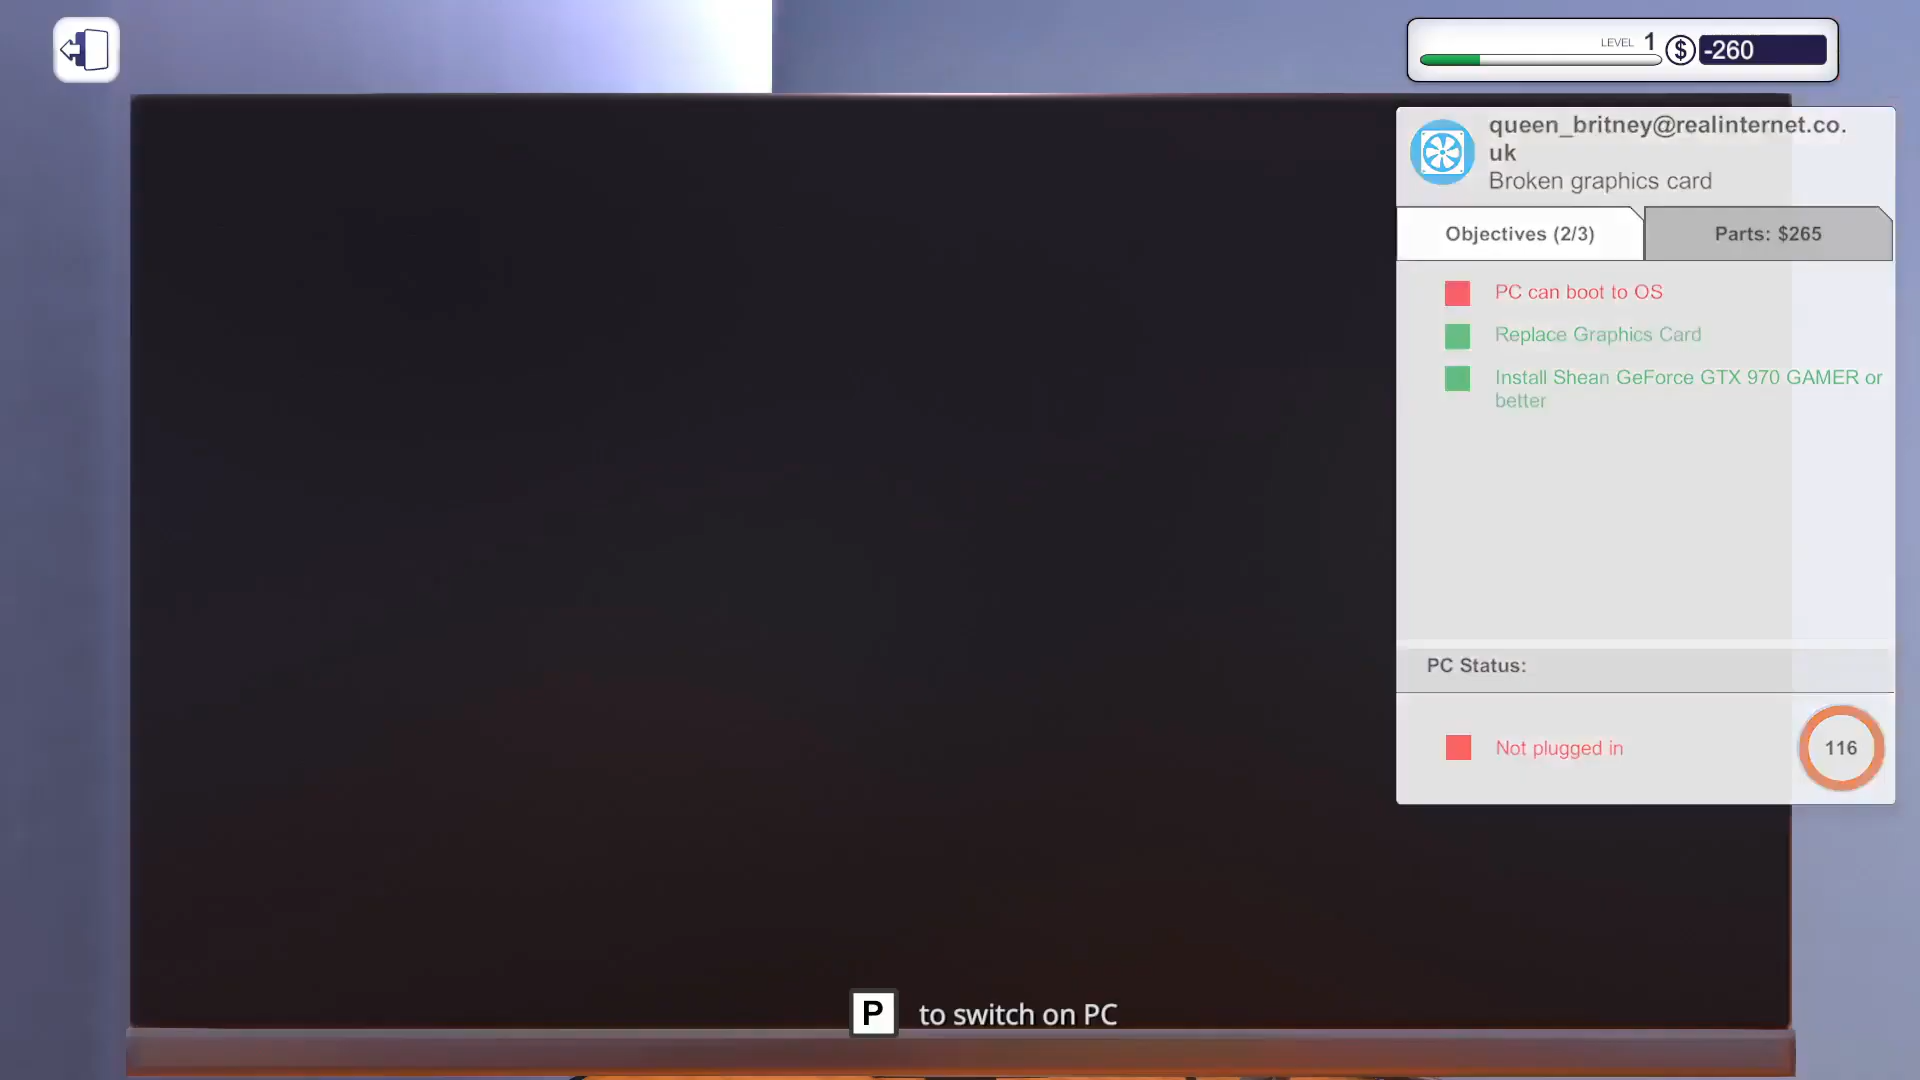 LEVEL 1 $ -260
queen_britney@realinternet.co.
uk
Broken graphics card
Objectives (2/3)
Parts: $265
PC can boot to OS
Replace Graphics Card
Install Shean GeForce GTX 970 GAMER or
better
PC Status:
Not plugged in
116
P to switch on PC